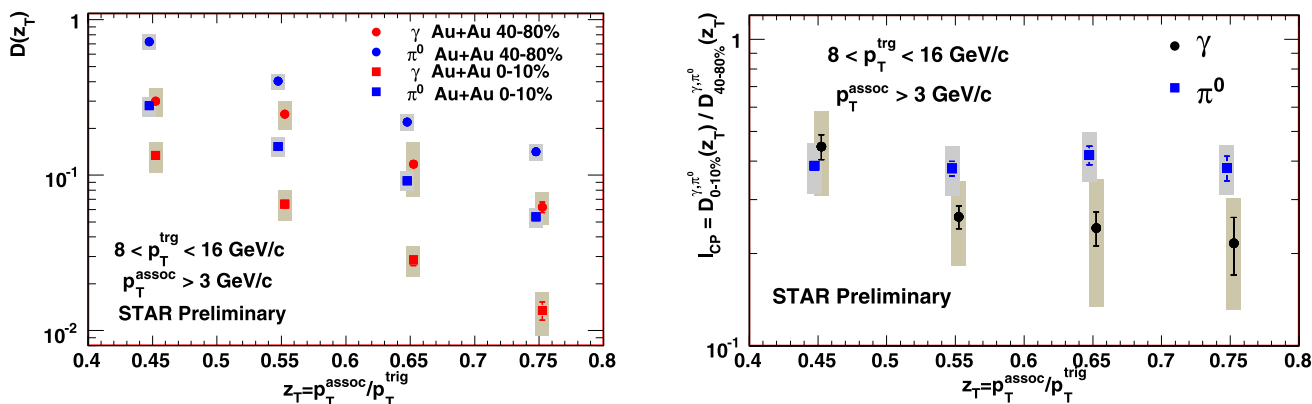 D(z_T)
1
10^-1
10^-2
γ Au+Au 40-80%
π^0 Au+Au 40-80%
γ Au+Au 0-10%
π^0 Au+Au 0-10%
8 < p_T^trg < 16 GeV/c
p_T^assoc > 3 GeV/c
STAR Preliminary
0.4 0.45 0.5 0.55 0.6 0.65 0.7 0.75 0.8
z_T=p_T^assoc/p_T^trig
I_CP = D_0-10%^γ,π^0(z_T) / D_40-80%^γ,π^0(z_T)
1
10^-1
8 < p_T^trg < 16 GeV/c
p_T^assoc > 3 GeV/c
γ
π^0
STAR Preliminary
0.4 0.45 0.5 0.55 0.6 0.65 0.7 0.75 0.8
z_T=p_T^assoc/p_T^trig